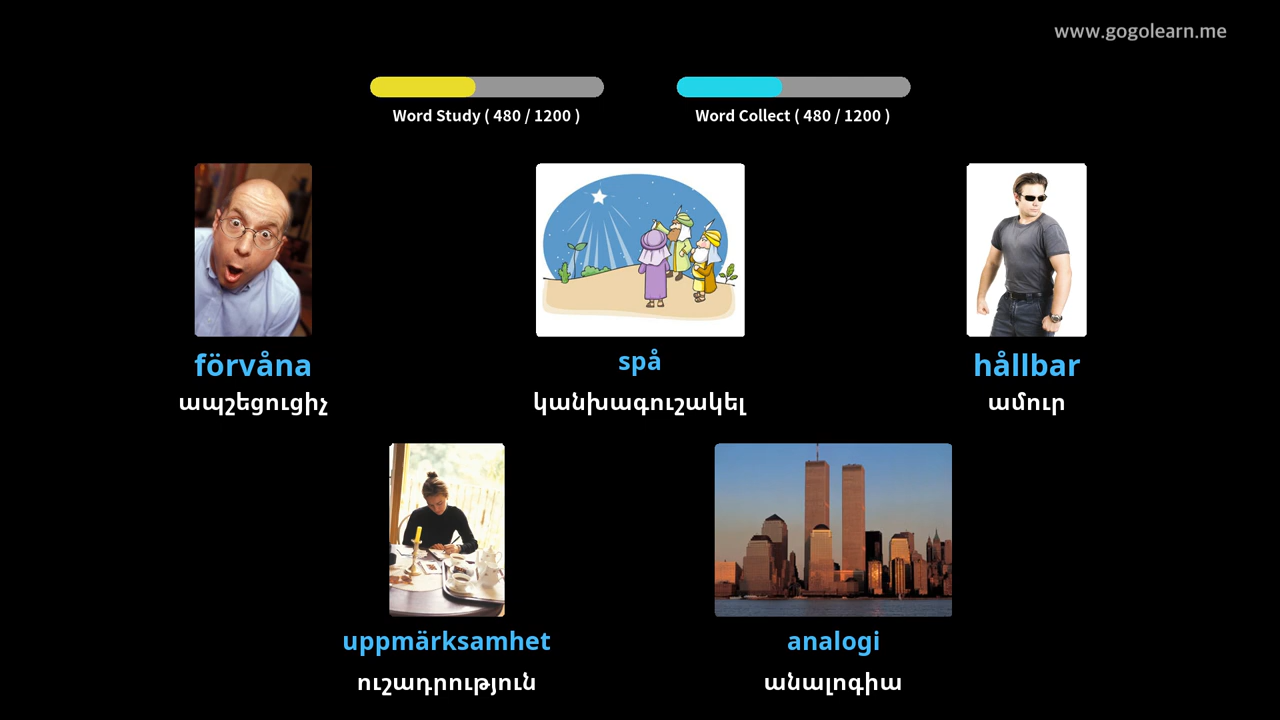 www.gogolearn.me
Word Study ( 480 / 1200 )
Word Collect ( 480 / 1200 )
förvåna
ապշեցուցիչ
spå
կանխագուշակել
hållbar
ամուր
uppmärksamhet
ուշադրություն
analogi
անալոգիա